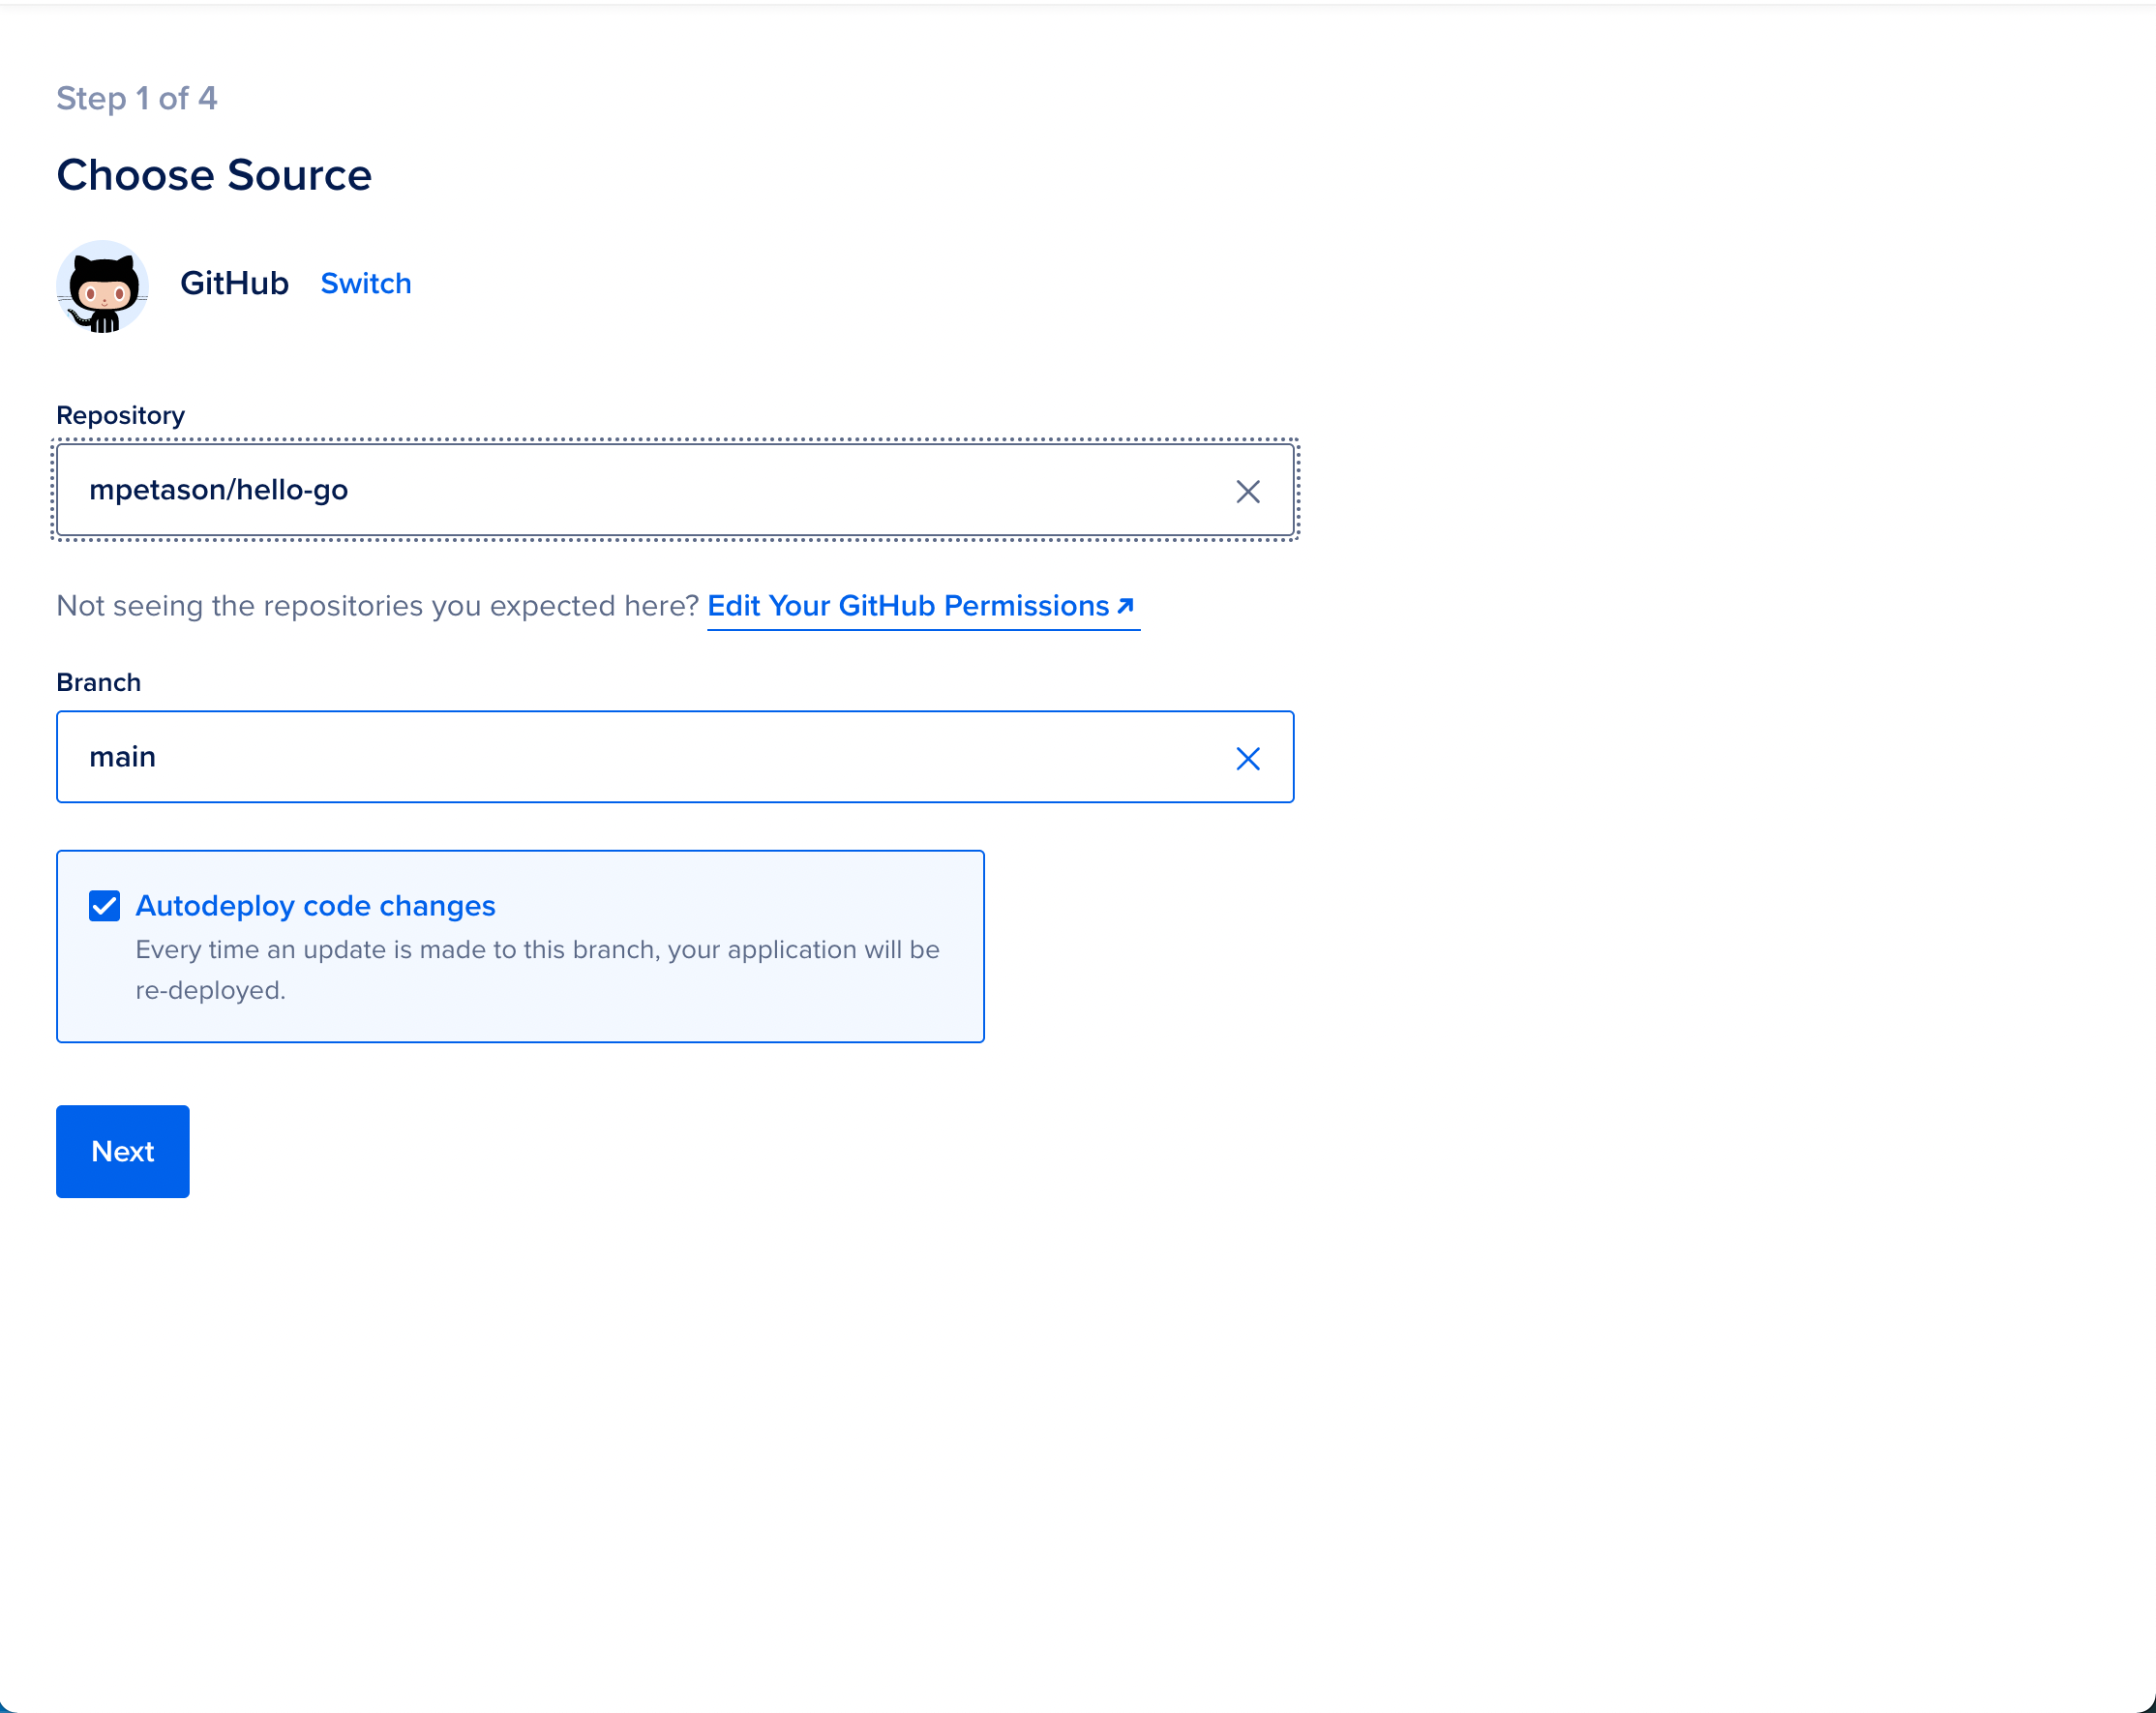 Step 1 of 4
Choose Source
GitHub Switch
Repository
mpetason/hello-go
Not seeing the repositories you expected here? Edit Your GitHub Permissions
Branch
main
Autodeploy code changes
Every time an update is made to this branch, your application will be
re-deployed.
Next